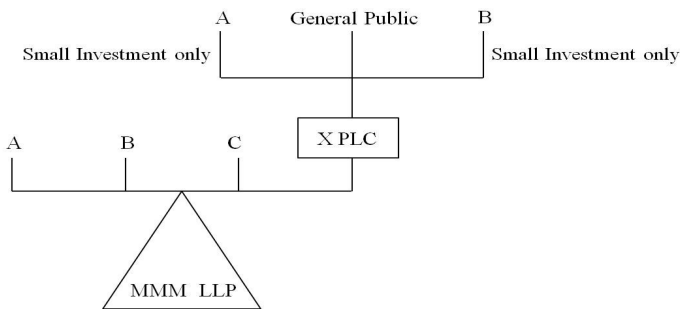 A
General Public
B
Small Investment only
Small Investment only
X PLC
A
B
C
MMM LLP